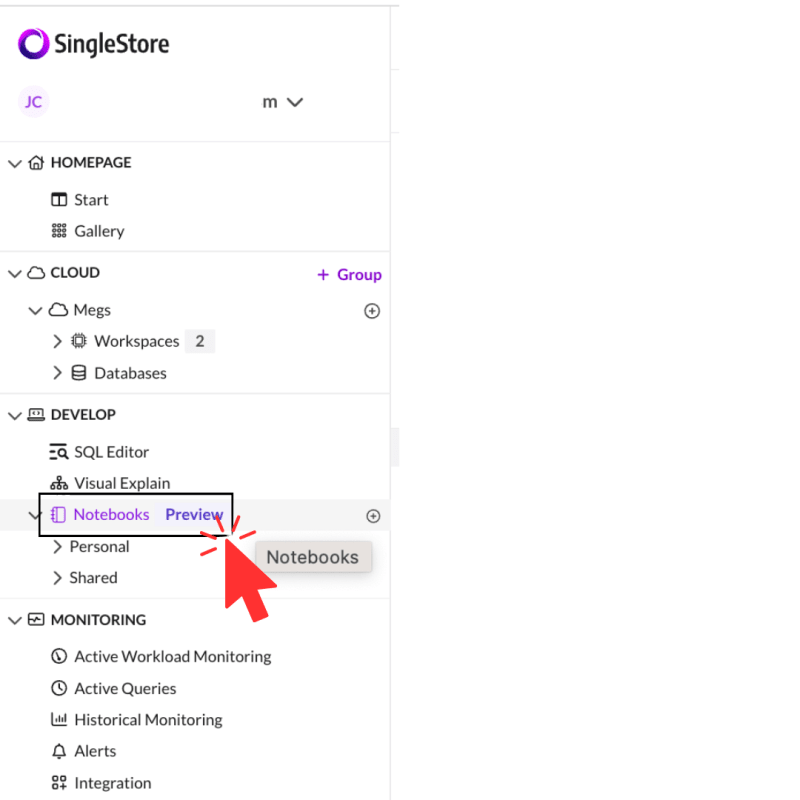 SingleStore
JC
m
HOMEPAGE
Start
Gallery
CLOUD
+ Group
Megs
Workspaces 2
Databases
DEVELOP
SQL Editor
Visual Explain
Notebooks Preview
Personal
Notebooks
Shared
MONITORING
Active Workload Monitoring
Active Queries
Historical Monitoring
Alerts
Integration